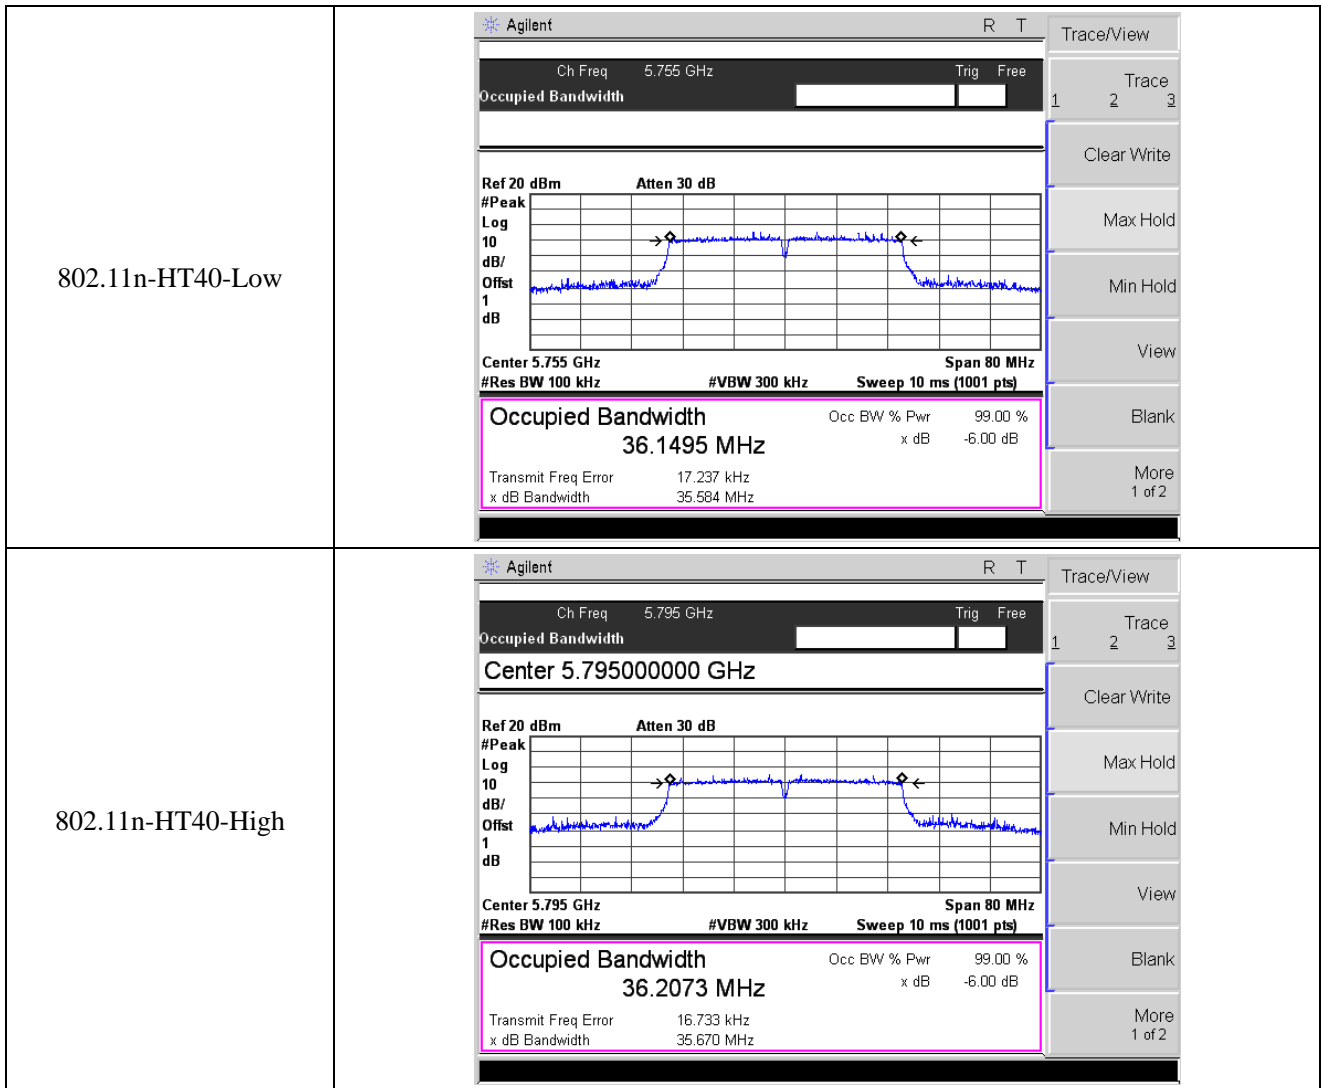 802.11n-HT40-Low
Agilent R T
Ch Freq 5.755 GHz Trig Free
Occupied Bandwidth
Ref 20 dBm Atten 30 dB
#Peak
Log
10
dB/
Offst
1
dB
Center 5.755 GHz Span 80 MHz
#Res BW 100 kHz #VBW 300 kHz Sweep 10 ms (1001 pts)
Occupied Bandwidth Occ BW % Pwr 99.00 %
36.1495 MHz x dB -6.00 dB
Transmit Freq Error 17.237 kHz
x dB Bandwidth 35.584 MHz
Trace/View
Trace
1 2 3
Clear Write
Max Hold
Min Hold
View
Blank
More
1 of 2
802.11n-HT40-High
Agilent R T
Ch Freq 5.795 GHz Trig Free
Occupied Bandwidth
Center 5.795000000 GHz
Ref 20 dBm Atten 30 dB
#Peak
Log
10
dB/
Offst
1
dB
Center 5.795 GHz Span 80 MHz
#Res BW 100 kHz #VBW 300 kHz Sweep 10 ms (1001 pts)
Occupied Bandwidth Occ BW % Pwr 99.00 %
36.2073 MHz x dB -6.00 dB
Transmit Freq Error 16.733 kHz
x dB Bandwidth 35.670 MHz
Trace/View
Trace
1 2 3
Clear Write
Max Hold
Min Hold
View
Blank
More
1 of 2